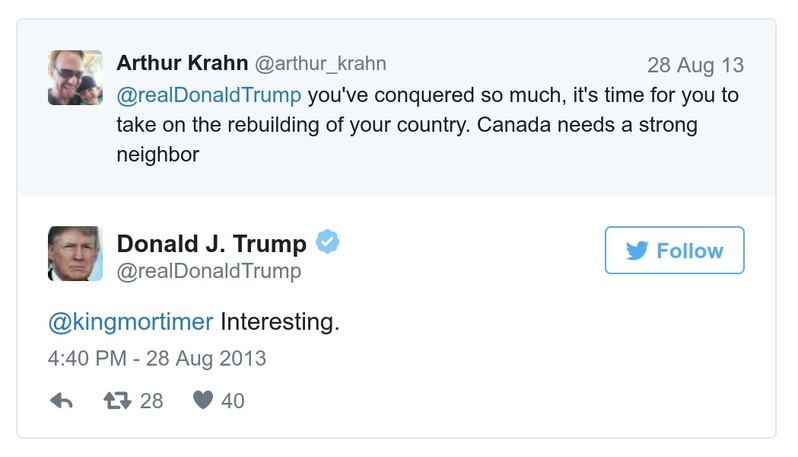 Arthur Krahn @arthur_krahn 28 Aug 13
@realDonaldTrump you've conquered so much, it's time for you to
take on the rebuilding of your country. Canada needs a strong
neighbor
Donald J. Trump
@realDonaldTrump
Follow
@kingmortimer Interesting.
4:40 PM - 28 Aug 2013
28 40